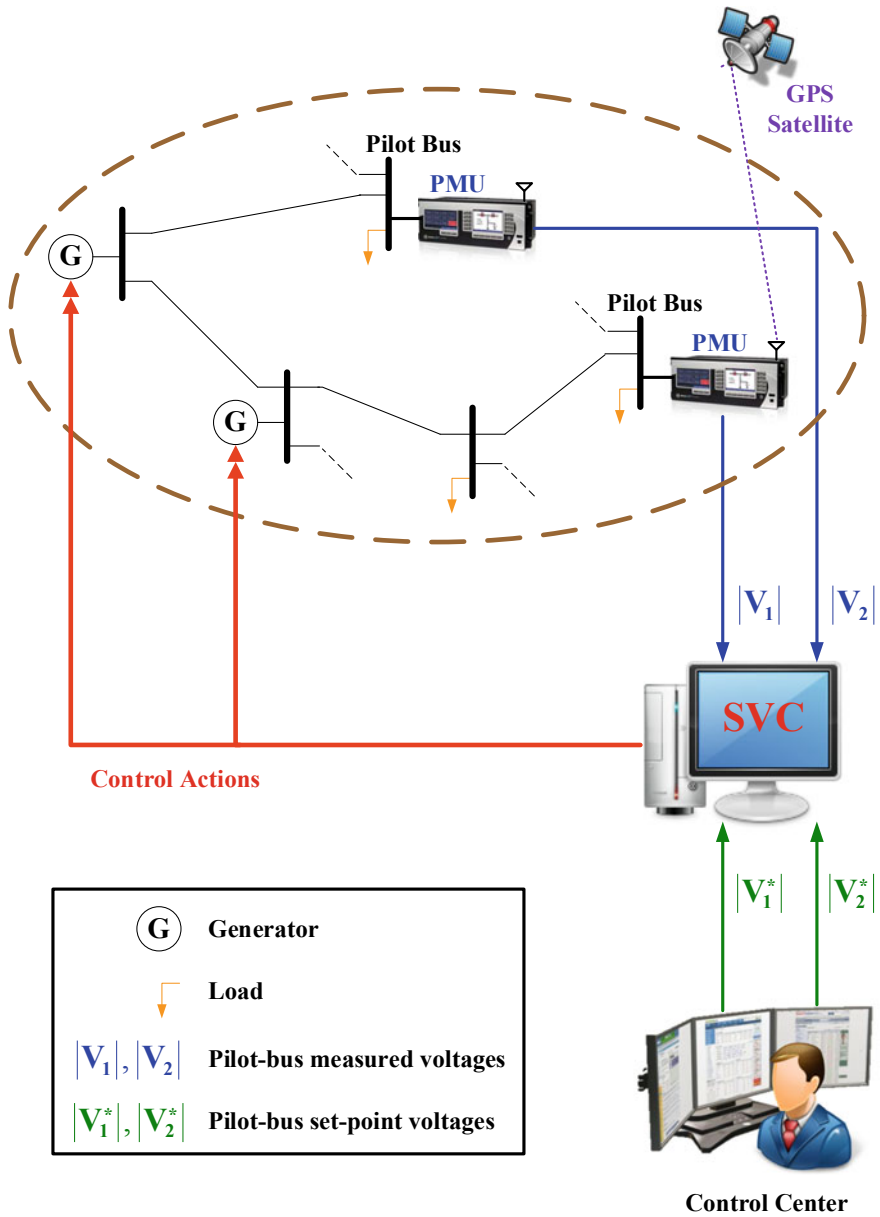 GPS
Satellite
Pilot Bus
PMU
G
Pilot Bus
PMU
G
|V₁|
|V₂|
SVC
Control Actions
|V₁*|
|V₂*|
G Generator
Load
|V₁|, |V₂| Pilot-bus measured voltages
|V₁*|, |V₂*| Pilot-bus set-point voltages
Control Center